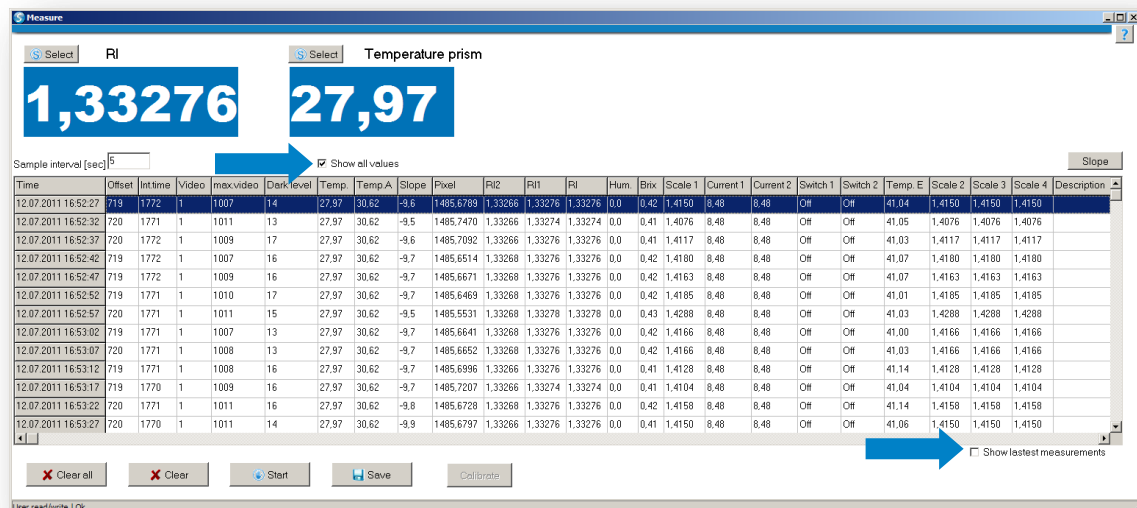 Measure
?
Select RI Select Temperature prism
1,33276 27,97
Sample interval [sec] 5 Show all values Slope
Time Offset Int.time Video max.video Dark level Temp. Temp.A Slope Pixel RI2 RI1 RI Hum. Brix Scale 1 Current 1 Current 2 Switch 1 Switch 2 Temp. E Scale 2 Scale 3 Scale 4 Description
12.07.2011 16:52:27 719 1772 1 1007 14 27,97 30,62 -9,6 1485,6789 1,33266 1,33276 1,33276 0,0 0,42 1,4150 8,48 8,48 Off Off 41,04 1,4150 1,4150 1,4150
12.07.2011 16:52:32 720 1771 1 1011 13 27,97 30,62 -9,5 1485,7470 1,33264 1,33274 1,33274 0,0 0,41 1,4076 8,48 8,48 Off Off 41,05 1,4076 1,4076 1,4076
12.07.2011 16:52:37 720 1772 1 1009 17 27,97 30,62 -9,6 1485,7092 1,33266 1,33276 1,33276 0,0 0,41 1,4117 8,48 8,48 Off Off 41,03 1,4117 1,4117 1,4117
12.07.2011 16:52:42 719 1772 1 1007 16 27,97 30,62 -9,7 1485,6514 1,33268 1,33276 1,33276 0,0 0,42 1,4180 8,48 8,48 Off Off 41,07 1,4180 1,4180 1,4180
12.07.2011 16:52:47 719 1772 1 1009 16 27,97 30,62 -9,7 1485,6671 1,33268 1,33276 1,33276 0,0 0,42 1,4163 8,48 8,48 Off Off 41,07 1,4163 1,4163 1,4163
12.07.2011 16:52:52 719 1771 1 1010 17 27,97 30,62 -9,7 1485,6469 1,33268 1,33276 1,33276 0,0 0,42 1,4185 8,48 8,48 Off Off 41,01 1,4185 1,4185 1,4185
12.07.2011 16:52:57 720 1771 1 1011 15 27,97 30,62 -9,5 1485,5531 1,33268 1,33278 1,33278 0,0 0,43 1,4288 8,48 8,48 Off Off 41,03 1,4288 1,4288 1,4288
12.07.2011 16:53:02 719 1771 1 1007 13 27,97 30,62 -9,7 1485,6641 1,33268 1,33276 1,33276 0,0 0,42 1,4166 8,48 8,48 Off Off 41,00 1,4166 1,4166 1,4166
12.07.2011 16:53:07 720 1771 1 1008 13 27,97 30,62 -9,7 1485,6652 1,33268 1,33276 1,33276 0,0 0,42 1,4166 8,48 8,48 Off Off 41,03 1,4166 1,4166 1,4166
12.07.2011 16:53:12 719 1771 1 1008 16 27,97 30,62 -9,7 1485,6996 1,33266 1,33276 1,33276 0,0 0,41 1,4128 8,48 8,48 Off Off 41,14 1,4128 1,4128 1,4128
12.07.2011 16:53:17 719 1770 1 1009 16 27,97 30,62 -9,7 1485,7207 1,33266 1,33274 1,33274 0,0 0,41 1,4104 8,48 8,48 Off Off 41,04 1,4104 1,4104 1,4104
12.07.2011 16:53:22 720 1771 1 1011 16 27,97 30,62 -9,8 1485,6728 1,33266 1,33276 1,33276 0,0 0,42 1,4158 8,48 8,48 Off Off 41,14 1,4158 1,4158 1,4158
12.07.2011 16:53:27 720 1770 1 1011 14 27,97 30,62 -9,9 1485,6797 1,33266 1,33276 1,33276 0,0 0,41 1,4150 8,48 8,48 Off Off 41,06 1,4150 1,4150 1,4150
Show lastest measurements
Clear all Clear Start Save Calibrate
User read/write | Ok